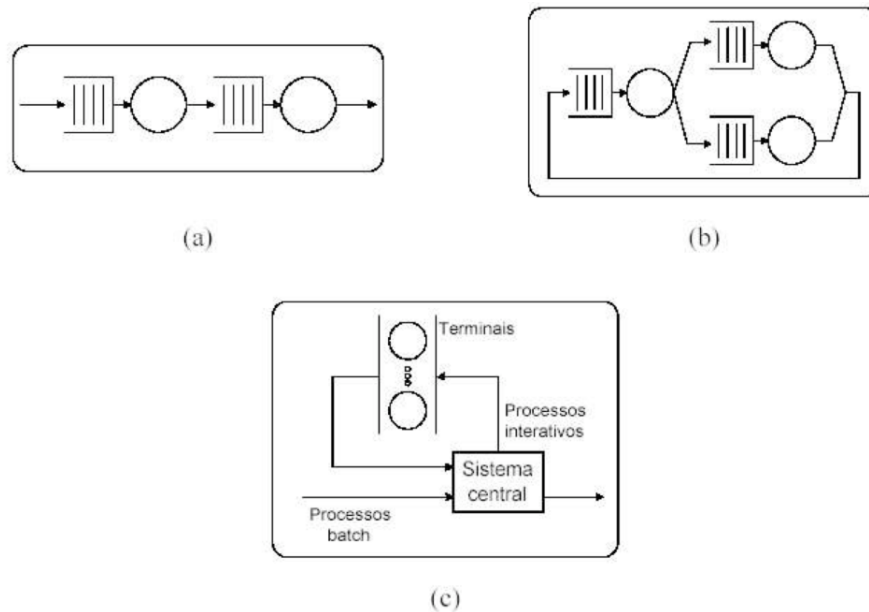 (a)
(b)
Terminais
Processos
interativos
Sistema
central
Processos
batch
(c)